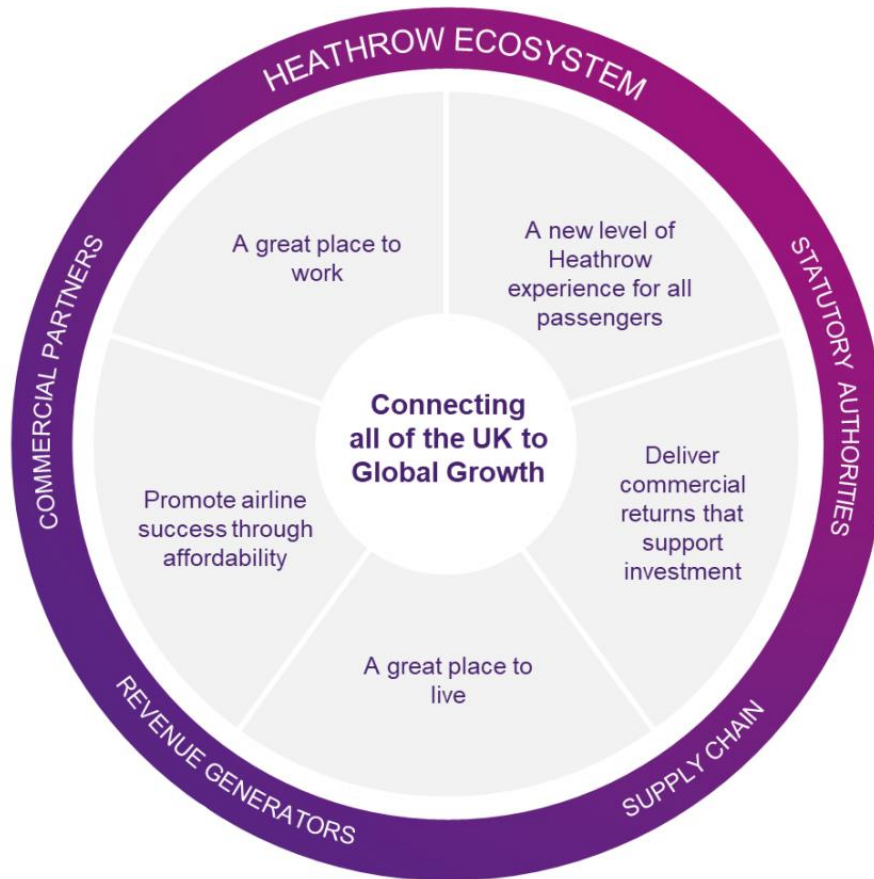 HEATHROW ECOSYSTEM
STATUTORY AUTHORITIES
SUPPLY CHAIN
REVENUE GENERATORS
COMMERCIAL PARTNERS
A great place to
work
A new level of
Heathrow
experience for all
passengers
Connecting
all of the UK to
Global Growth
Deliver
commercial
returns that
support
investment
A great place to
live
Promote airline
success through
affordability